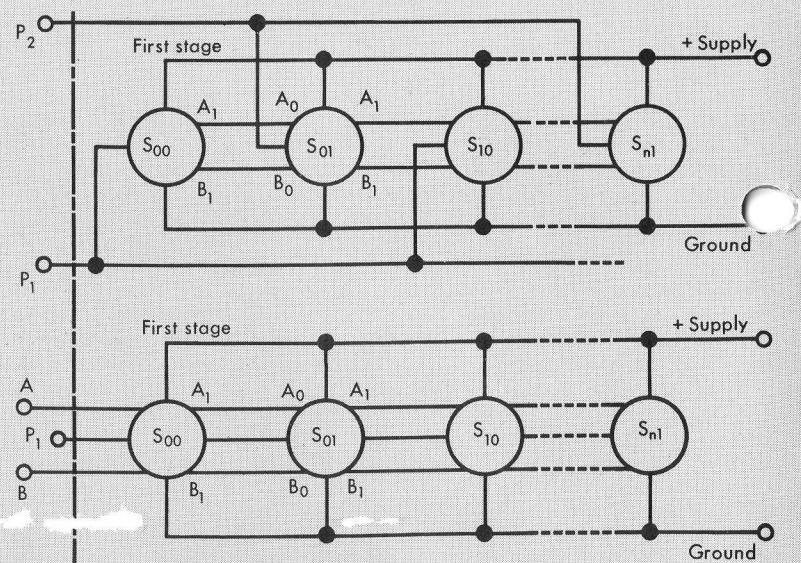 P2
First stage
+ Supply
A1
A0
A1
S00
S01
S10
Sn1
B1
B0
B1
Ground
P1
First stage
+ Supply
A
A1
A0
A1
P1
S00
S01
S10
Sn1
B
B1
B0
B1
Ground